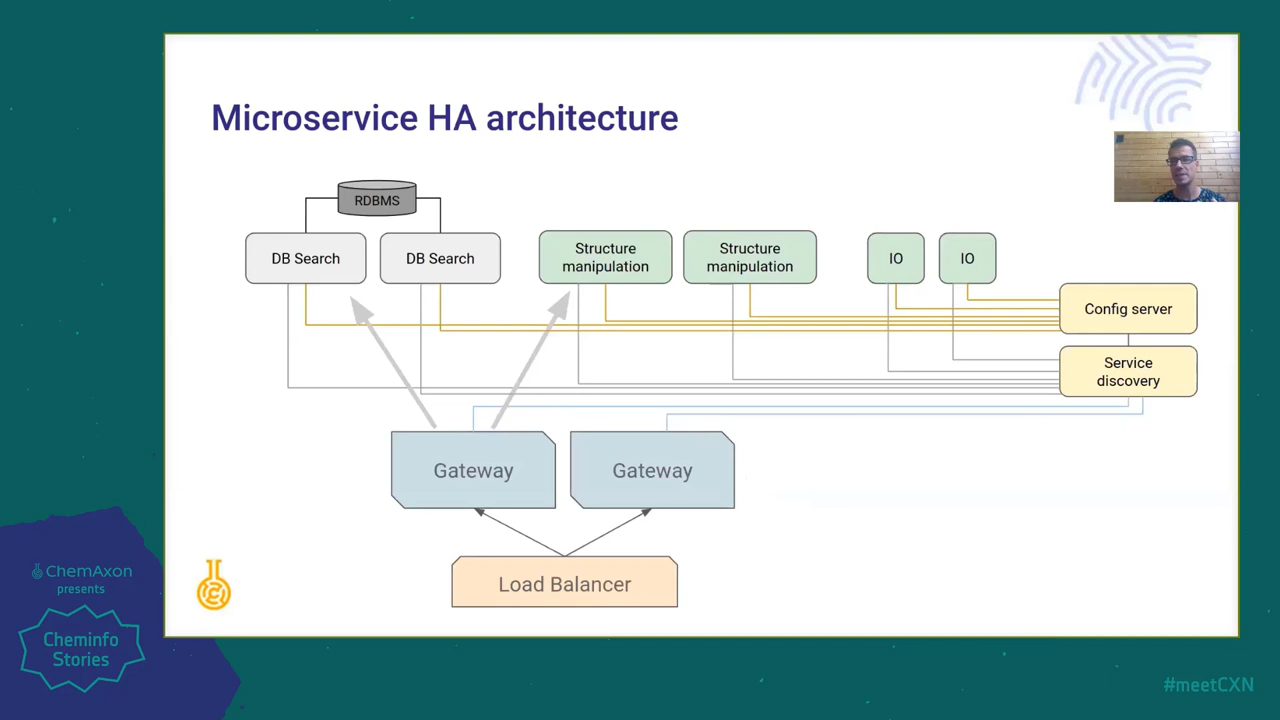 Microservice HA architecture
RDBMS
DB Search
DB Search
Structure
manipulation
Structure
manipulation
IO
IO
Config server
Service
discovery
Gateway
Gateway
Load Balancer
ChemAxon
presents
Cheminfo
Stories
#meetCXN